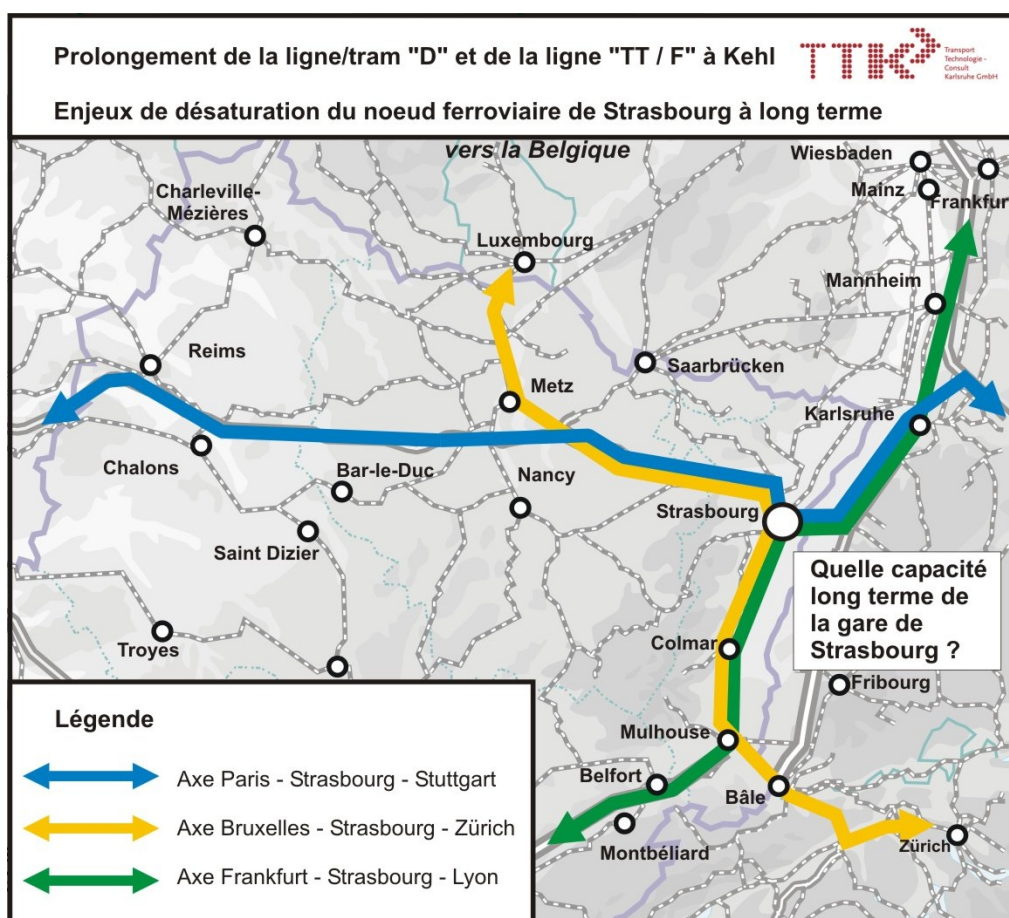 Prolongement de la ligne/tram "D" et de la ligne "TT / F" à Kehl
TTK
Transport
Technologie -
Consult
Karlsruhe GmbH
Enjeux de désaturation du noeud ferroviaire de Strasbourg à long terme
vers la Belgique
Wiesbaden
Mainz
Frankfur
Charleville-
Mézières
Luxembourg
Mannheim
Reims
Saarbrücken
Metz
Karlsruhe
Chalons
Bar-le-Duc
Nancy
Strasbourg
Saint Dizier
Quelle capacité
long terme de
la gare de
Strasbourg ?
Troyes
Colmar
Fribourg
Légende
Mulhouse
Axe Paris - Strasbourg - Stuttgart
Belfort
Bâle
Axe Bruxelles - Strasbourg - Zürich
Montbéliard
Zürich
Axe Frankfurt - Strasbourg - Lyon